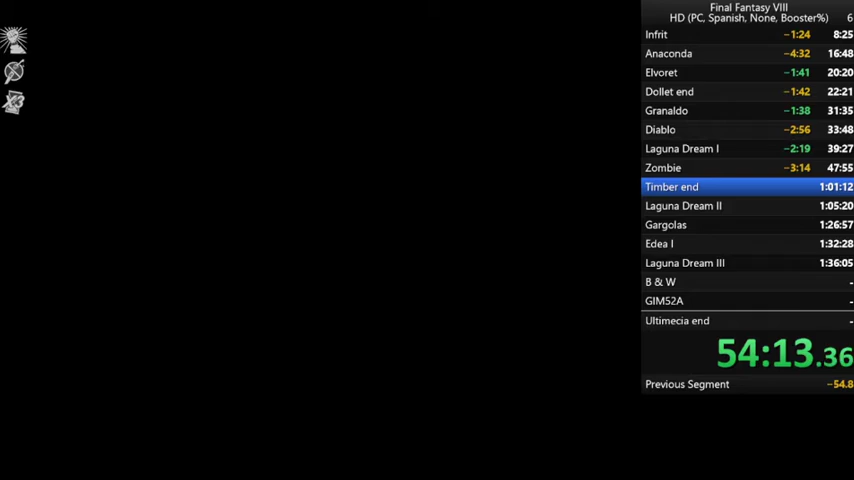 Final Fantasy VIII
HD (PC, Spanish, None, Booster%) 6
Infrit −1:24 8:25
Anaconda −4:32 16:48
Elvoret −1:41 20:20
Dollet end −1:42 22:21
Granaldo −1:38 31:35
Diablo −2:56 33:48
Laguna Dream I −2:19 39:27
Zombie −3:14 47:55
Timber end 1:01:12
Laguna Dream II 1:05:20
Gargolas 1:26:57
Edea I 1:32:28
Laguna Dream III 1:36:05
B & W -
GIM52A -
Ultimecia end -
54:13.36
Previous Segment −54.8
X3